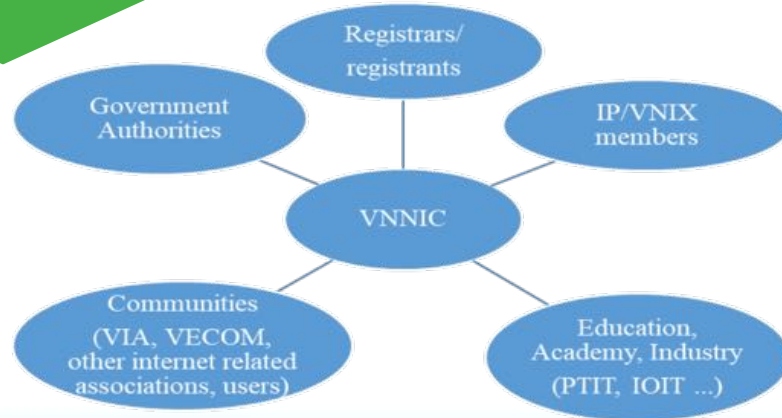 Registrars/
registrants
Government
Authorities
IP/VNIX
members
VNNIC
Communities
(VIA, VECOM,
other internet related
associations, users)
Education,
Academy, Industry
(PTIT, IOIT ...)